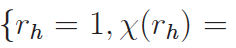 {r_h = 1, χ(r_h) =